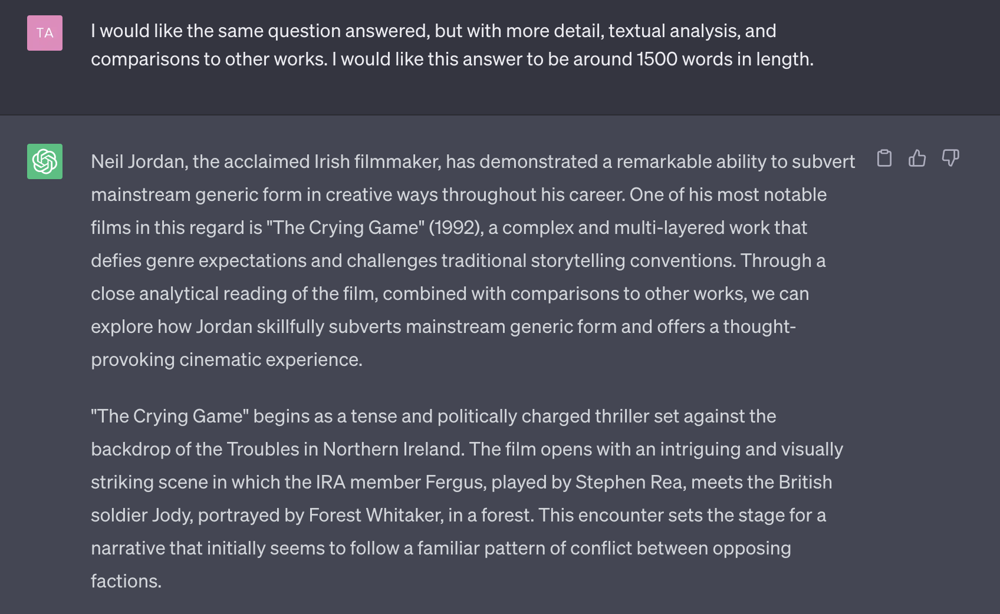 TA
I would like the same question answered, but with more detail, textual analysis, and
comparisons to other works. I would like this answer to be around 1500 words in length.
Neil Jordan, the acclaimed Irish filmmaker, has demonstrated a remarkable ability to subvert
mainstream generic form in creative ways throughout his career. One of his most notable
films in this regard is "The Crying Game" (1992), a complex and multi-layered work that
defies genre expectations and challenges traditional storytelling conventions. Through a
close analytical reading of the film, combined with comparisons to other works, we can
explore how Jordan skillfully subverts mainstream generic form and offers a thought-
provoking cinematic experience.
"The Crying Game" begins as a tense and politically charged thriller set against the
backdrop of the Troubles in Northern Ireland. The film opens with an intriguing and visually
striking scene in which the IRA member Fergus, played by Stephen Rea, meets the British
soldier Jody, portrayed by Forest Whitaker, in a forest. This encounter sets the stage for a
narrative that initially seems to follow a familiar pattern of conflict between opposing
factions.